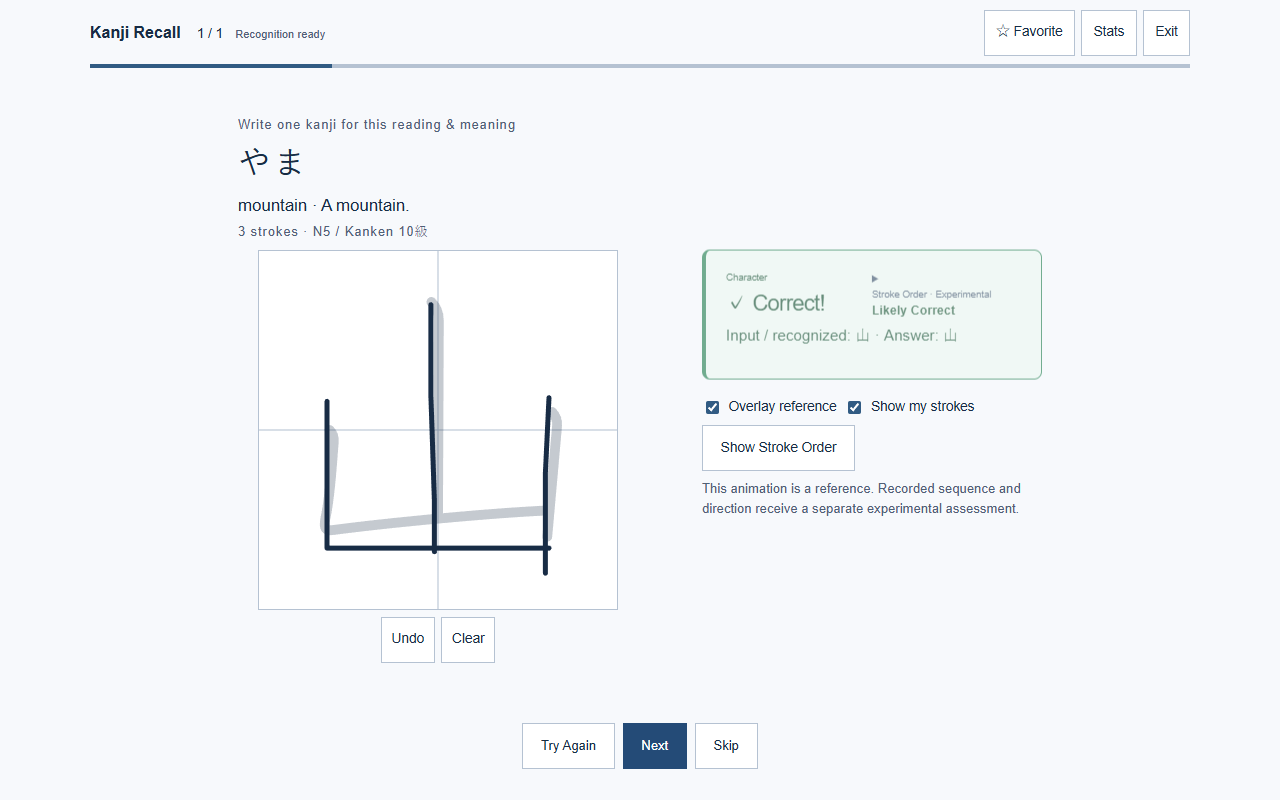 Kanji Recall 1 / 1 Recognition ready ☆ Favorite Stats Exit
Write one kanji for this reading & meaning
やま
mountain · A mountain.
3 strokes · N5 / Kanken 10級
山
Undo Clear
Character
✓ Correct!
▶
Stroke Order · Experimental
Likely Correct
Input / recognized: 山 · Answer: 山
Overlay reference Show my strokes
Show Stroke Order
This animation is a reference. Recorded sequence and
direction receive a separate experimental assessment.
Try Again Next Skip